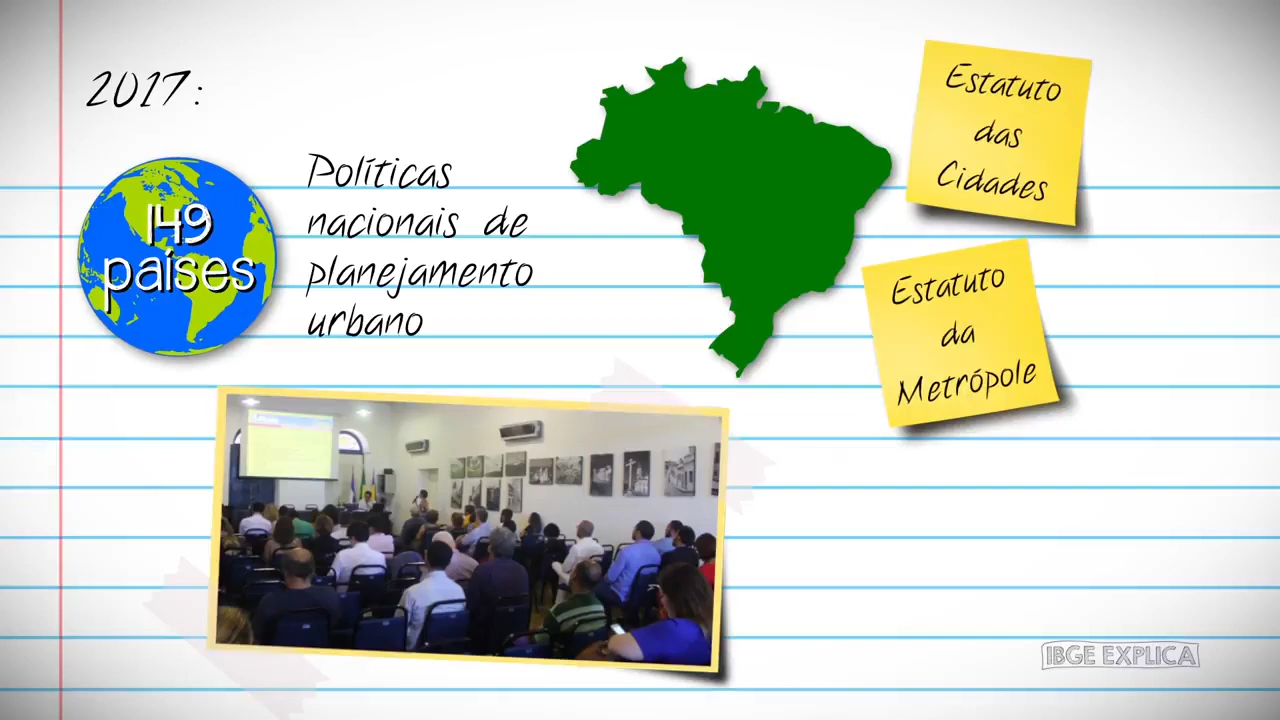 2017:
149
países
Políticas
nacionais de
planejamento
urbano
Estatuto
das
Cidades
Estatuto
da
Metrópole
IBGE EXPLICA